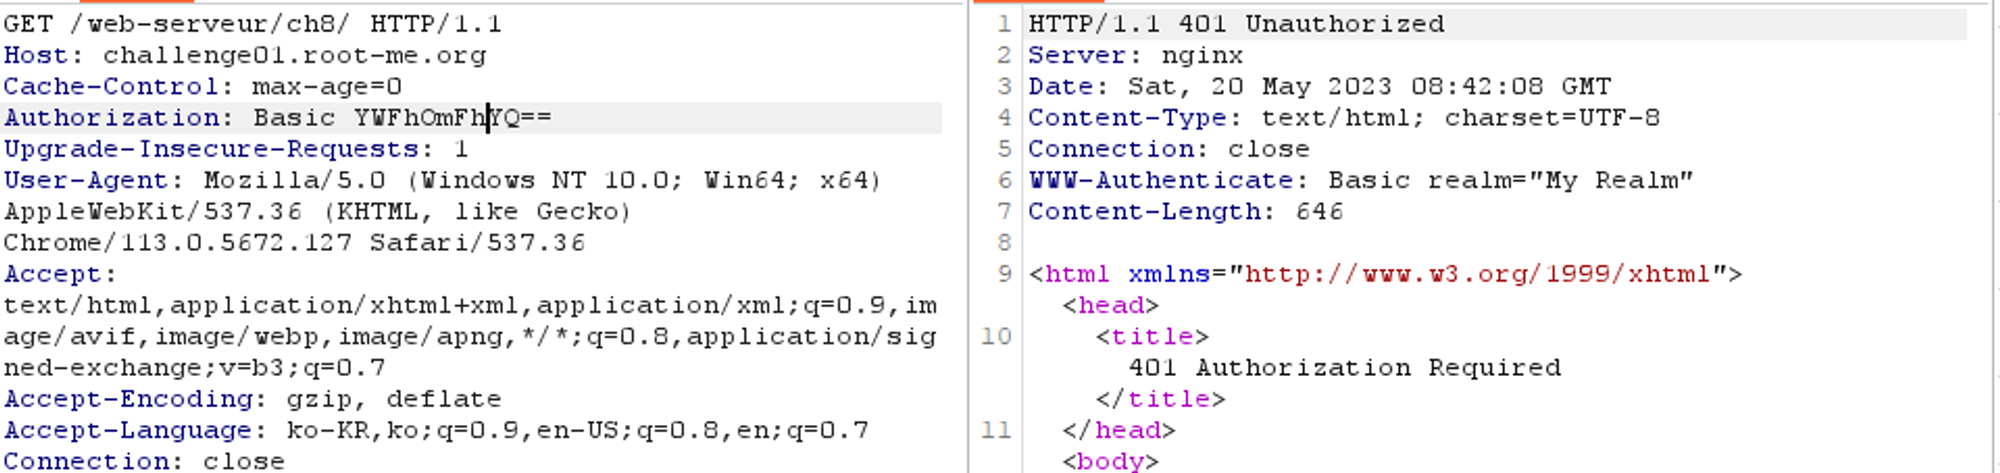 GET /web-serveur/ch8/ HTTP/1.1
Host: challenge01.root-me.org
Cache-Control: max-age=0
Authorization: Basic YWFhOmFhYQ==
Upgrade-Insecure-Requests: 1
User-Agent: Mozilla/5.0 (Windows NT 10.0; Win64; x64)
AppleWebKit/537.36 (KHTML, like Gecko)
Chrome/113.0.5672.127 Safari/537.36
Accept:
text/html,application/xhtml+xml,application/xml;q=0.9,im
age/avif,image/webp,image/apng,*/*;q=0.8,application/sig
ned-exchange;v=b3;q=0.7
Accept-Encoding: gzip, deflate
Accept-Language: ko-KR,ko;q=0.9,en-US;q=0.8,en;q=0.7
Connection: close
1 HTTP/1.1 401 Unauthorized
2 Server: nginx
3 Date: Sat, 20 May 2023 08:42:08 GMT
4 Content-Type: text/html; charset=UTF-8
5 Connection: close
6 WWW-Authenticate: Basic realm="My Realm"
7 Content-Length: 646
8
9 <html xmlns="http://www.w3.org/1999/xhtml">
<head>
10 <title>
401 Authorization Required
</title>
11 </head>
<body>